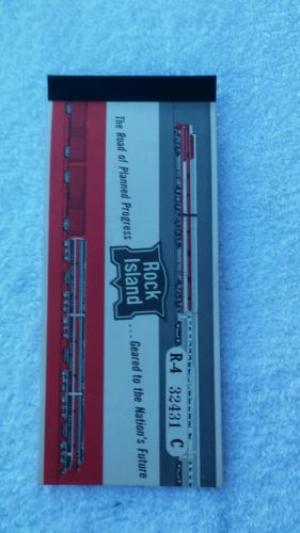 R-4 32431 C
The Road of Planned Progress
Rock
Island
... Geared to the Nation's Future